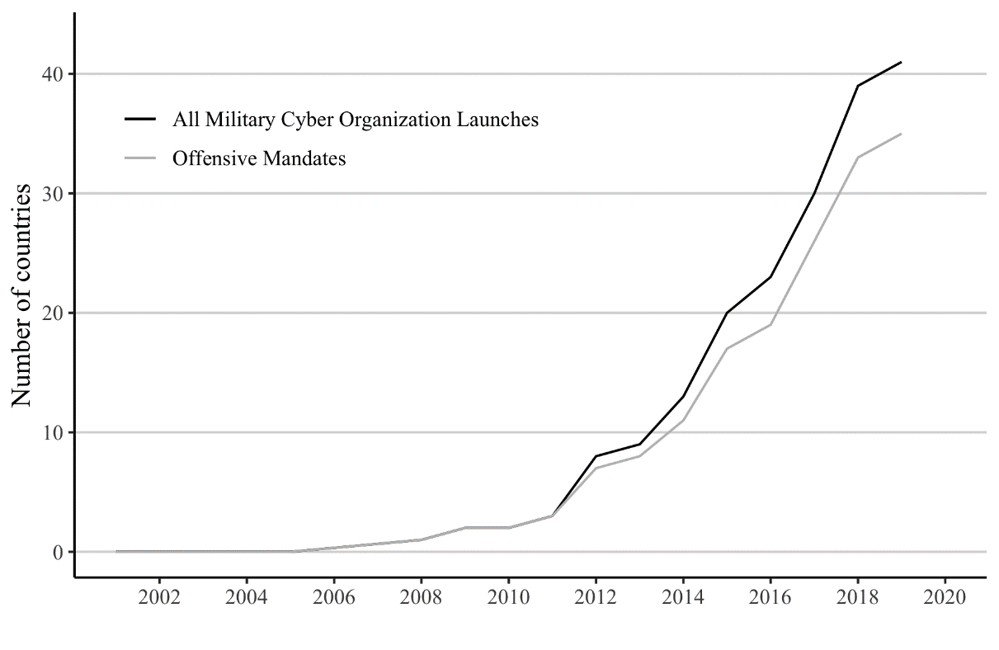 40
All Military Cyber Organization Launches
Offensive Mandates
30
Number of countries
20
10
0
2002 2004 2006 2008 2010 2012 2014 2016 2018 2020